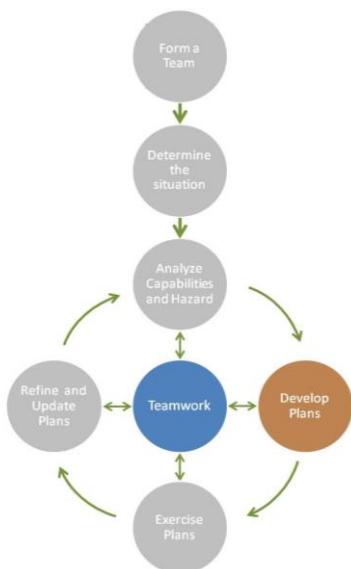 Form a
Team
Determine
the
situation
Analyze
Capabilities
and Hazard
Refine and
Update
Plans
Teamwork
Develop
Plans
Exercise
Plans